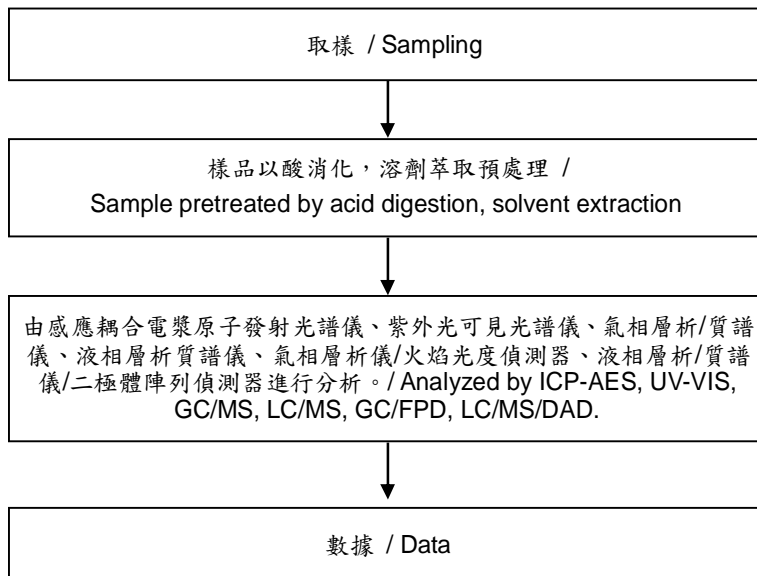 取樣 / Sampling
樣品以酸消化，溶劑萃取預處理 /
Sample pretreated by acid digestion, solvent extraction
由感應耦合電漿原子發射光譜儀、紫外光可見光譜儀、氣相層析/質譜
儀、液相層析質譜儀、氣相層析儀/火焰光度偵測器、液相層析/質譜
儀/二極體陣列偵測器進行分析。/ Analyzed by ICP-AES, UV-VIS,
GC/MS, LC/MS, GC/FPD, LC/MS/DAD.
數據 / Data